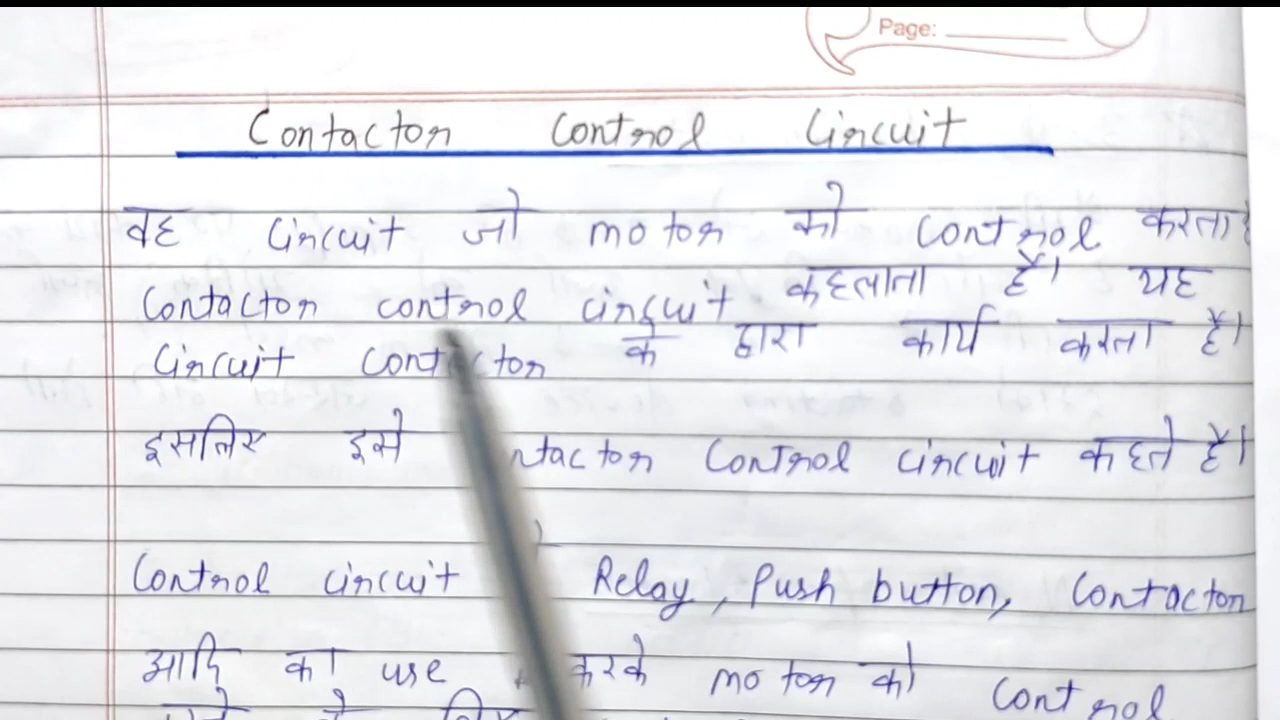 Page:
Contactor Control Circuit
वह Circuit जो motor को Control करता
Contactor control circuit कहलाता है। यह
Circuit contactor के द्वारा कार्य करता है।
इसलिए इसे ntactor Control circuit कहते है।
Control circuit Relay, Push button, Contactor
आदि का use करके motor को Control